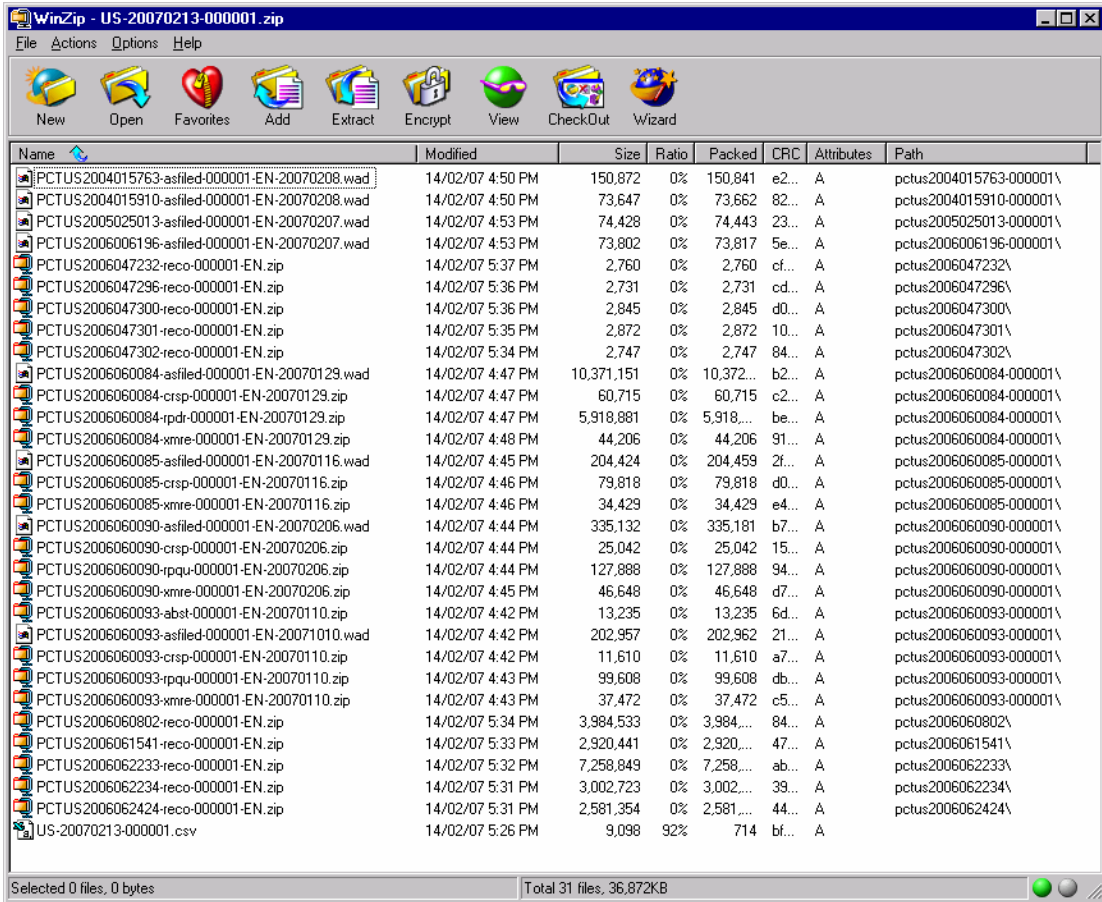 WinZip - US-20070213-000001.zip
File Actions Options Help
New Open Favorites Add Extract Encrypt View CheckOut Wizard
Name Modified Size Ratio Packed CRC Attributes Path
PCTUS2004015763-asfiled-000001-EN-20070208.wad 14/02/07 4:50 PM 150,872 0% 150,841 e2... A pctus2004015763-000001\
PCTUS2004015910-asfiled-000001-EN-20070208.wad 14/02/07 4:50 PM 73,647 0% 73,662 82... A pctus2004015910-000001\
PCTUS2005025013-asfiled-000001-EN-20070207.wad 14/02/07 4:53 PM 74,428 0% 74,443 23... A pctus2005025013-000001\
PCTUS2006006196-asfiled-000001-EN-20070207.wad 14/02/07 4:53 PM 73,802 0% 73,817 5e... A pctus2006006196-000001\
PCTUS2006047232-reco-000001-EN.zip 14/02/07 5:37 PM 2,760 0% 2,760 cf... A pctus2006047232\
PCTUS2006047296-reco-000001-EN.zip 14/02/07 5:36 PM 2,731 0% 2,731 cd... A pctus2006047296\
PCTUS2006047300-reco-000001-EN.zip 14/02/07 5:36 PM 2,845 0% 2,845 d0... A pctus2006047300\
PCTUS2006047301-reco-000001-EN.zip 14/02/07 5:35 PM 2,872 0% 2,872 10... A pctus2006047301\
PCTUS2006047302-reco-000001-EN.zip 14/02/07 5:34 PM 2,747 0% 2,747 84... A pctus2006047302\
PCTUS2006060084-asfiled-000001-EN-20070129.wad 14/02/07 4:47 PM 10,371,151 0% 10,372... b2... A pctus2006060084-000001\
PCTUS2006060084-crsp-000001-EN-20070129.zip 14/02/07 4:47 PM 60,715 0% 60,715 c2... A pctus2006060084-000001\
PCTUS2006060084-rpdr-000001-EN-20070129.zip 14/02/07 4:47 PM 5,918,881 0% 5,918,... be... A pctus2006060084-000001\
PCTUS2006060084-xmre-000001-EN-20070129.zip 14/02/07 4:48 PM 44,206 0% 44,206 91... A pctus2006060084-000001\
PCTUS2006060085-asfiled-000001-EN-20070116.wad 14/02/07 4:45 PM 204,424 0% 204,459 2f... A pctus2006060085-000001\
PCTUS2006060085-crsp-000001-EN-20070116.zip 14/02/07 4:46 PM 79,818 0% 79,818 d0... A pctus2006060085-000001\
PCTUS2006060085-xmre-000001-EN-20070116.zip 14/02/07 4:46 PM 34,429 0% 34,429 e4... A pctus2006060085-000001\
PCTUS2006060090-asfiled-000001-EN-20070206.wad 14/02/07 4:44 PM 335,132 0% 335,181 b7... A pctus2006060090-000001\
PCTUS2006060090-crsp-000001-EN-20070206.zip 14/02/07 4:44 PM 25,042 0% 25,042 15... A pctus2006060090-000001\
PCTUS2006060090-rpqu-000001-EN-20070206.zip 14/02/07 4:44 PM 127,888 0% 127,888 94... A pctus2006060090-000001\
PCTUS2006060090-xmre-000001-EN-20070206.zip 14/02/07 4:45 PM 46,648 0% 46,648 d7... A pctus2006060090-000001\
PCTUS2006060093-abst-000001-EN-20070110.zip 14/02/07 4:42 PM 13,235 0% 13,235 6d... A pctus2006060093-000001\
PCTUS2006060093-asfiled-000001-EN-20071010.wad 14/02/07 4:42 PM 202,957 0% 202,962 21... A pctus2006060093-000001\
PCTUS2006060093-crsp-000001-EN-20070110.zip 14/02/07 4:42 PM 11,610 0% 11,610 a7... A pctus2006060093-000001\
PCTUS2006060093-rpqu-000001-EN-20070110.zip 14/02/07 4:43 PM 99,608 0% 99,608 db... A pctus2006060093-000001\
PCTUS2006060093-xmre-000001-EN-20070110.zip 14/02/07 4:43 PM 37,472 0% 37,472 c5... A pctus2006060093-000001\
PCTUS2006060802-reco-000001-EN.zip 14/02/07 5:34 PM 3,984,533 0% 3,984,... 84... A pctus2006060802\
PCTUS2006061541-reco-000001-EN.zip 14/02/07 5:33 PM 2,920,441 0% 2,920,... 47... A pctus2006061541\
PCTUS2006062233-reco-000001-EN.zip 14/02/07 5:32 PM 7,258,849 0% 7,258,... ab... A pctus2006062233\
PCTUS2006062234-reco-000001-EN.zip 14/02/07 5:31 PM 3,002,723 0% 3,002,... 39... A pctus2006062234\
PCTUS2006062424-reco-000001-EN.zip 14/02/07 5:31 PM 2,581,354 0% 2,581,... 44... A pctus2006062424\
US-20070213-000001.csv 14/02/07 5:26 PM 9,098 92% 714 bf... A
Selected 0 files, 0 bytes Total 31 files, 36,872KB